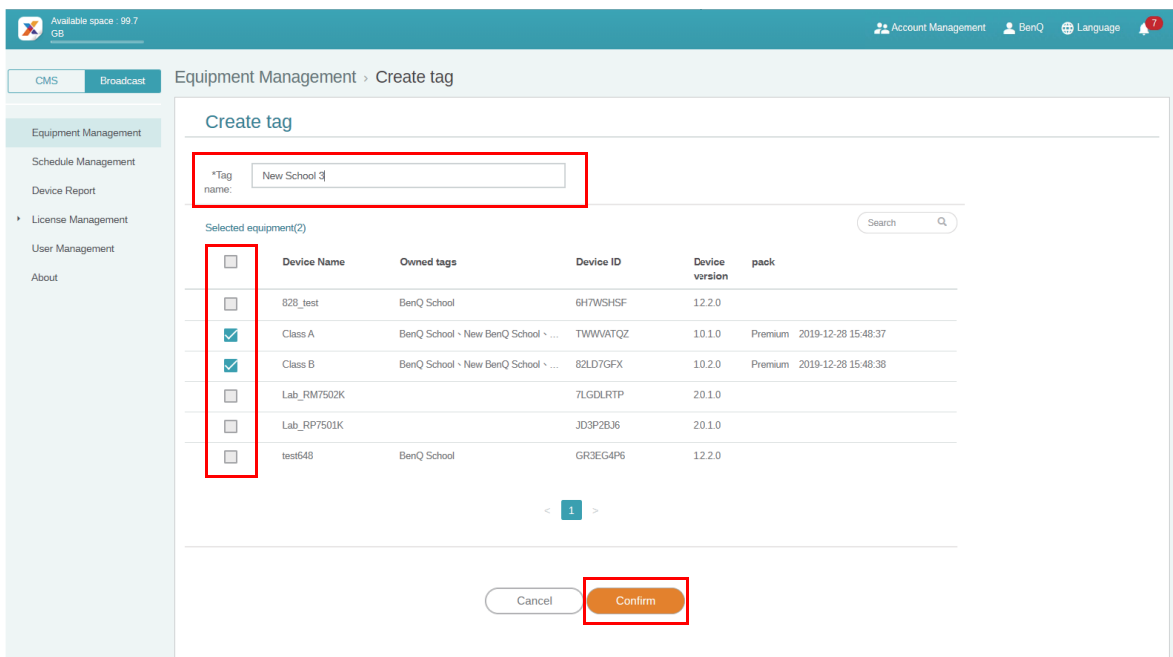 Available space : 99.7
GB
Account Management
BenQ
Language
7
CMS
Broadcast
Equipment Management › Create tag
Equipment Management
Schedule Management
Device Report
License Management
User Management
About
Create tag
*Tag
name:
New School 3
Selected equipment(2)
Search
Device Name Owned tags Device ID Device
version pack
828_test BenQ School 6H7WSHSF 12.2.0
Class A BenQ School、New BenQ School、... TWWVATQZ 10.1.0 Premium 2019-12-28 15:48:37
Class B BenQ School、New BenQ School、... 82LD7GFX 10.2.0 Premium 2019-12-28 15:48:38
Lab_RM7502K 7LGDLRTP 20.1.0
Lab_RP7501K JD3P2BJ6 20.1.0
test648 BenQ School GR3EG4P6 12.2.0
< 1 >
Cancel
Confirm